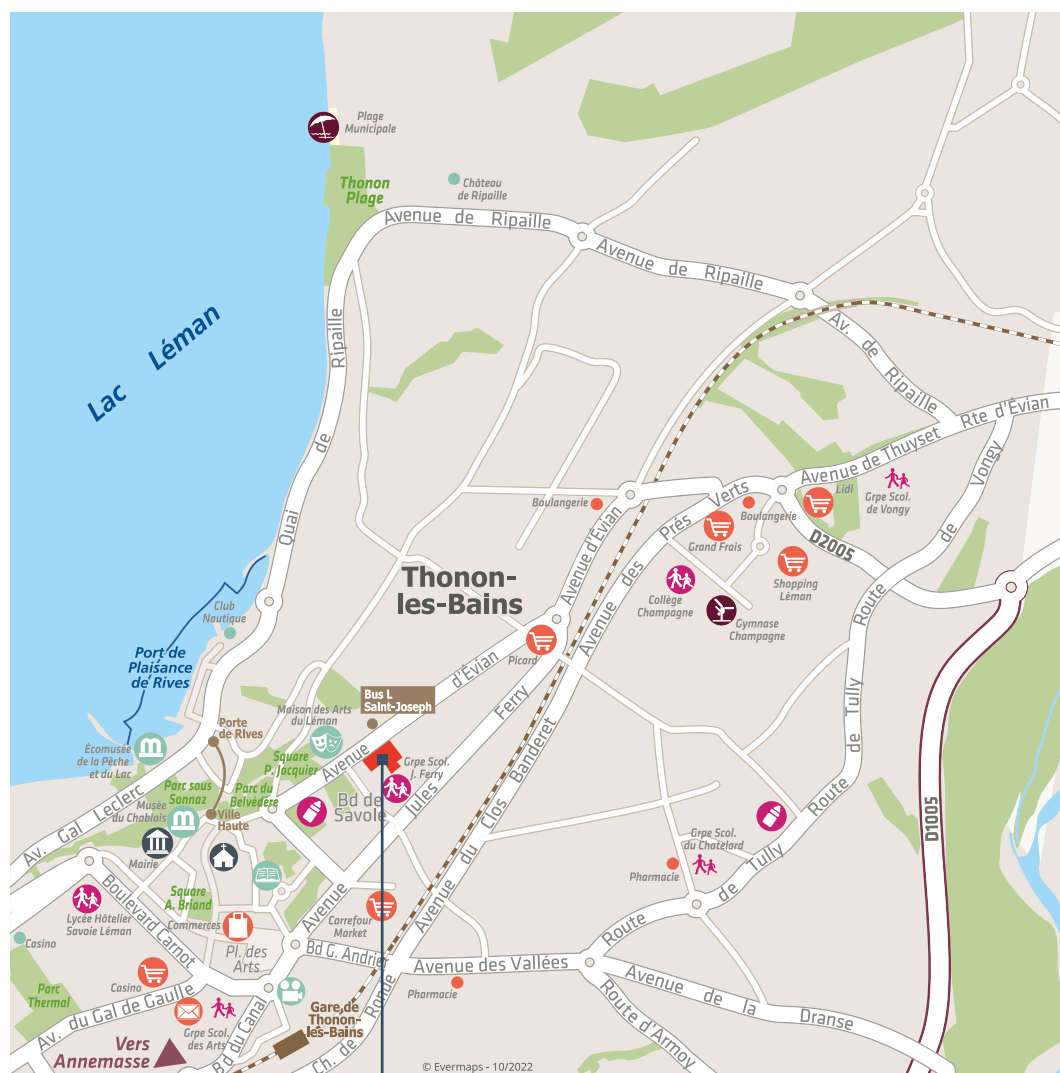 Plage
Municipale
Thonon
Plage
Château
de Ripaille
Avenue de Ripaille
Avenue de Ripaille
Av. de Ripaille
Rte d'Évian
Avenue de Thuyset
Lac Léman
Quai de Ripaille
Boulangerie
Avenue d'Évian
Avenue des Prés Verts
Boulangerie
Lidl
Grpe Scol.
de Vongy
Route de Vongy
Grand Frais
D2005
Shopping
Léman
Collège
Champagne
Gymnase
Champagne
Thonon-
les-Bains
Club
Nautique
Port de
Plaisance
de Rives
Picard
Avenue d'Évian
Bus L
Saint-Joseph
Maison des Arts
du Léman
Porte
de Rives
Écomusée
de la Pêche
et du Lac
Square
P. Jacquier
Grpe Scol.
J. Ferry
Avenue Jules Ferry
Avenue du Clos Banderet
Route de Tully
Parc sous
Sonnaz
Parc du
Belvédère
Bd de
Savoie
Av. Gal Leclerc
Musée
du Chablais
Ville
Haute
Mairie
Grpe Scol.
du Chatelard
Pharmacie
Route de Tully
D1005
Boulevard Carnot
Square
A. Briand
Lycée Hôtelier
Savoie Léman
Commerces
Carrefour
Market
Casino
Pl. des
Arts
Bd G. Andrier
Avenue des Vallées
Avenue de la Dranse
Route d'Armoy
Pharmacie
Parc
Thermal
Casino
Av. du Gal de Gaulle
Grpe Scol.
des Arts
Bd du Canal
Gare de
Thonon-
les-Bains
Ch. de Ronde
Vers
Annemasse
© Evermaps - 10/2022